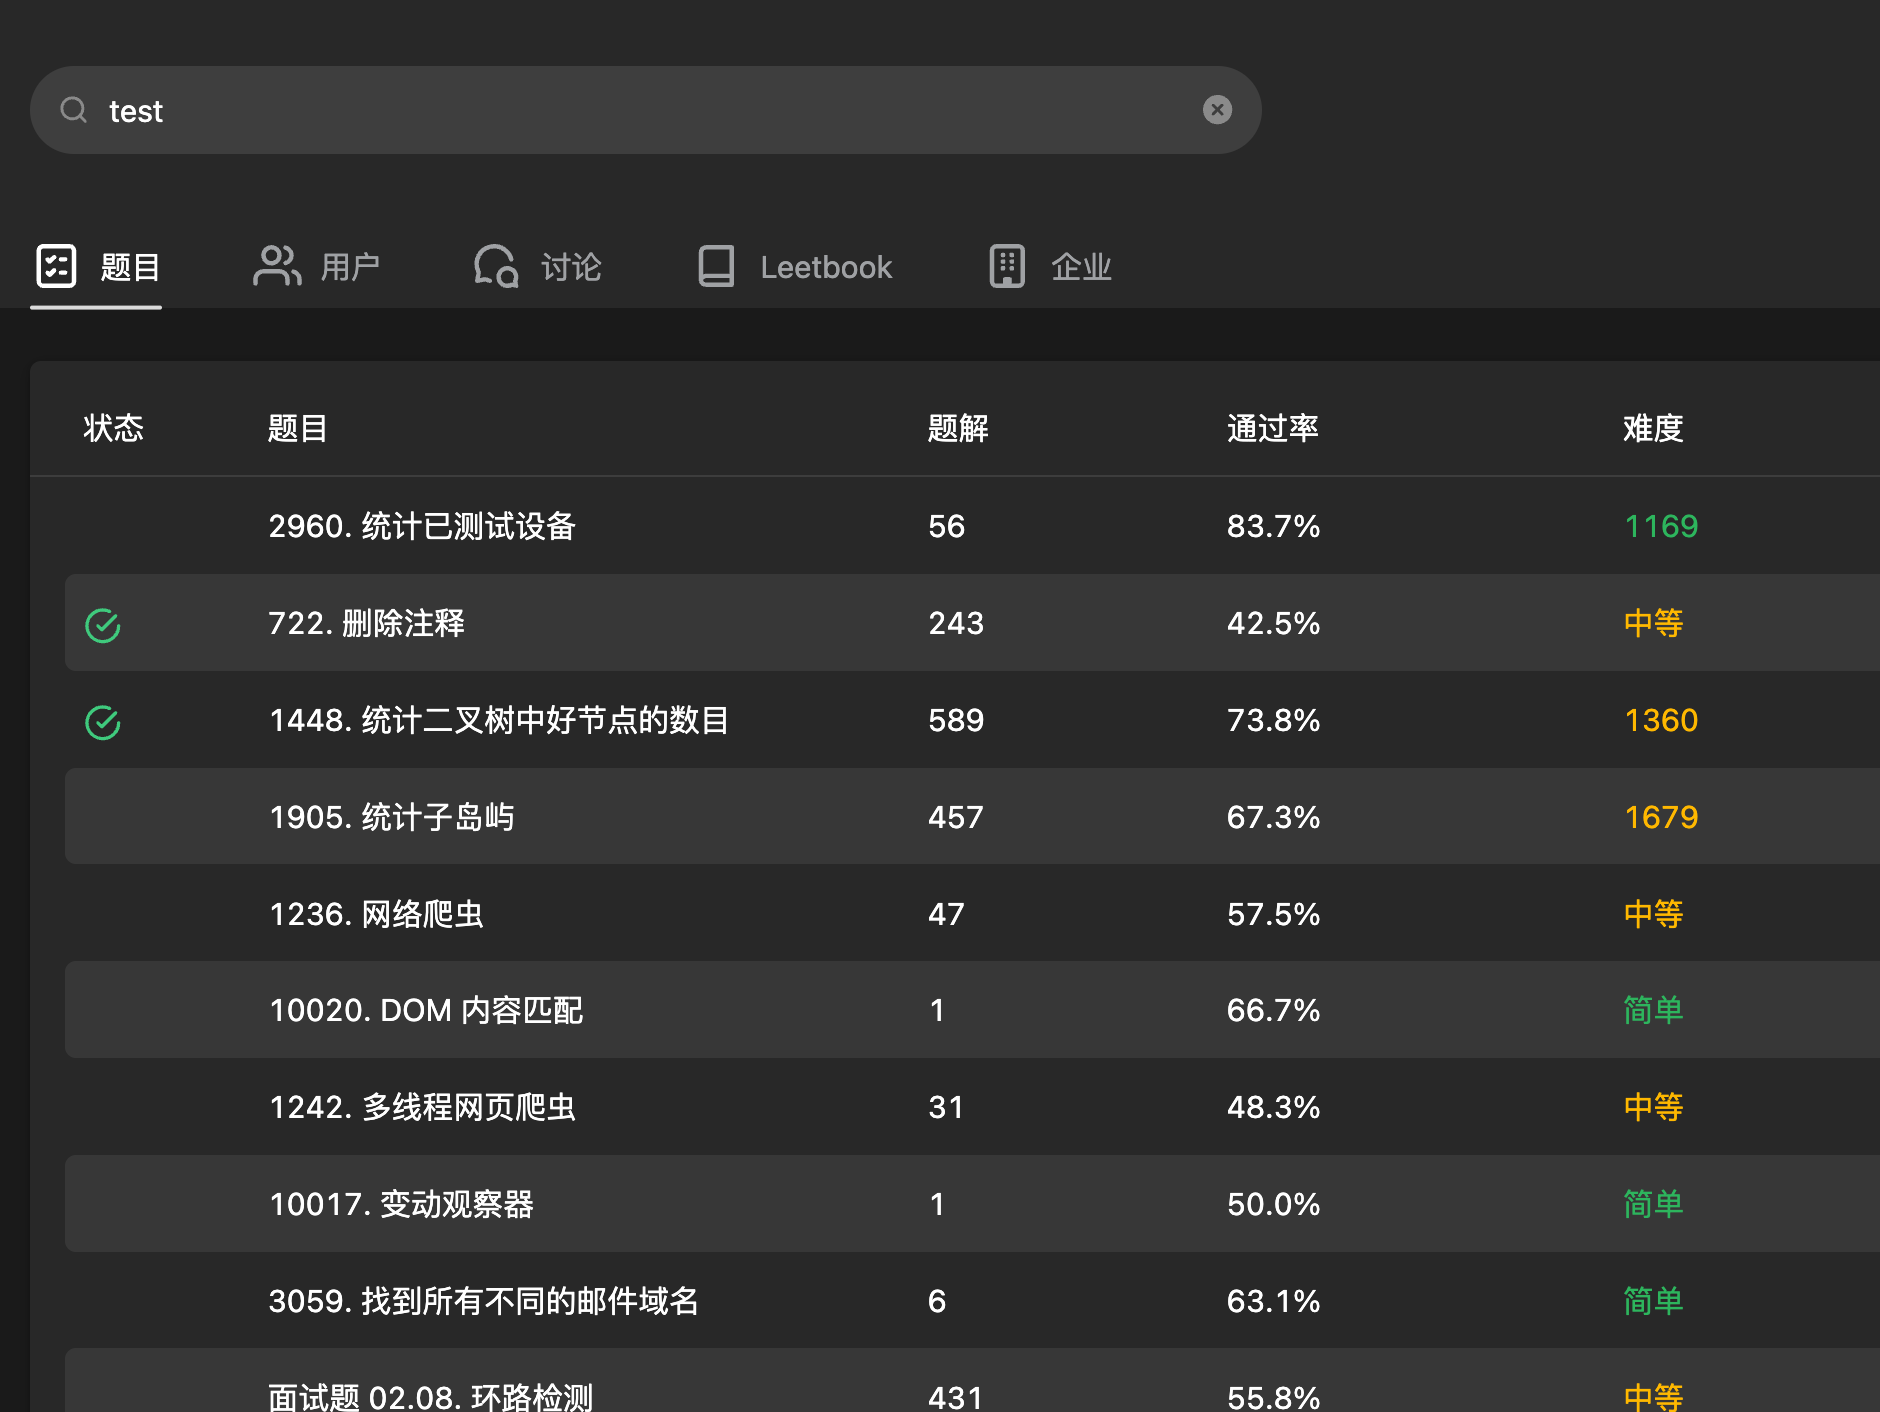 test
题目 用户 讨论 Leetbook 企业
状态 题目 题解 通过率 难度
2960. 统计已测试设备 56 83.7% 1169
722. 删除注释 243 42.5% 中等
1448. 统计二叉树中好节点的数目 589 73.8% 1360
1905. 统计子岛屿 457 67.3% 1679
1236. 网络爬虫 47 57.5% 中等
10020. DOM 内容匹配 1 66.7% 简单
1242. 多线程网页爬虫 31 48.3% 中等
10017. 变动观察器 1 50.0% 简单
3059. 找到所有不同的邮件域名 6 63.1% 简单
面试题 02.08. 环路检测 431 55.8% 中等